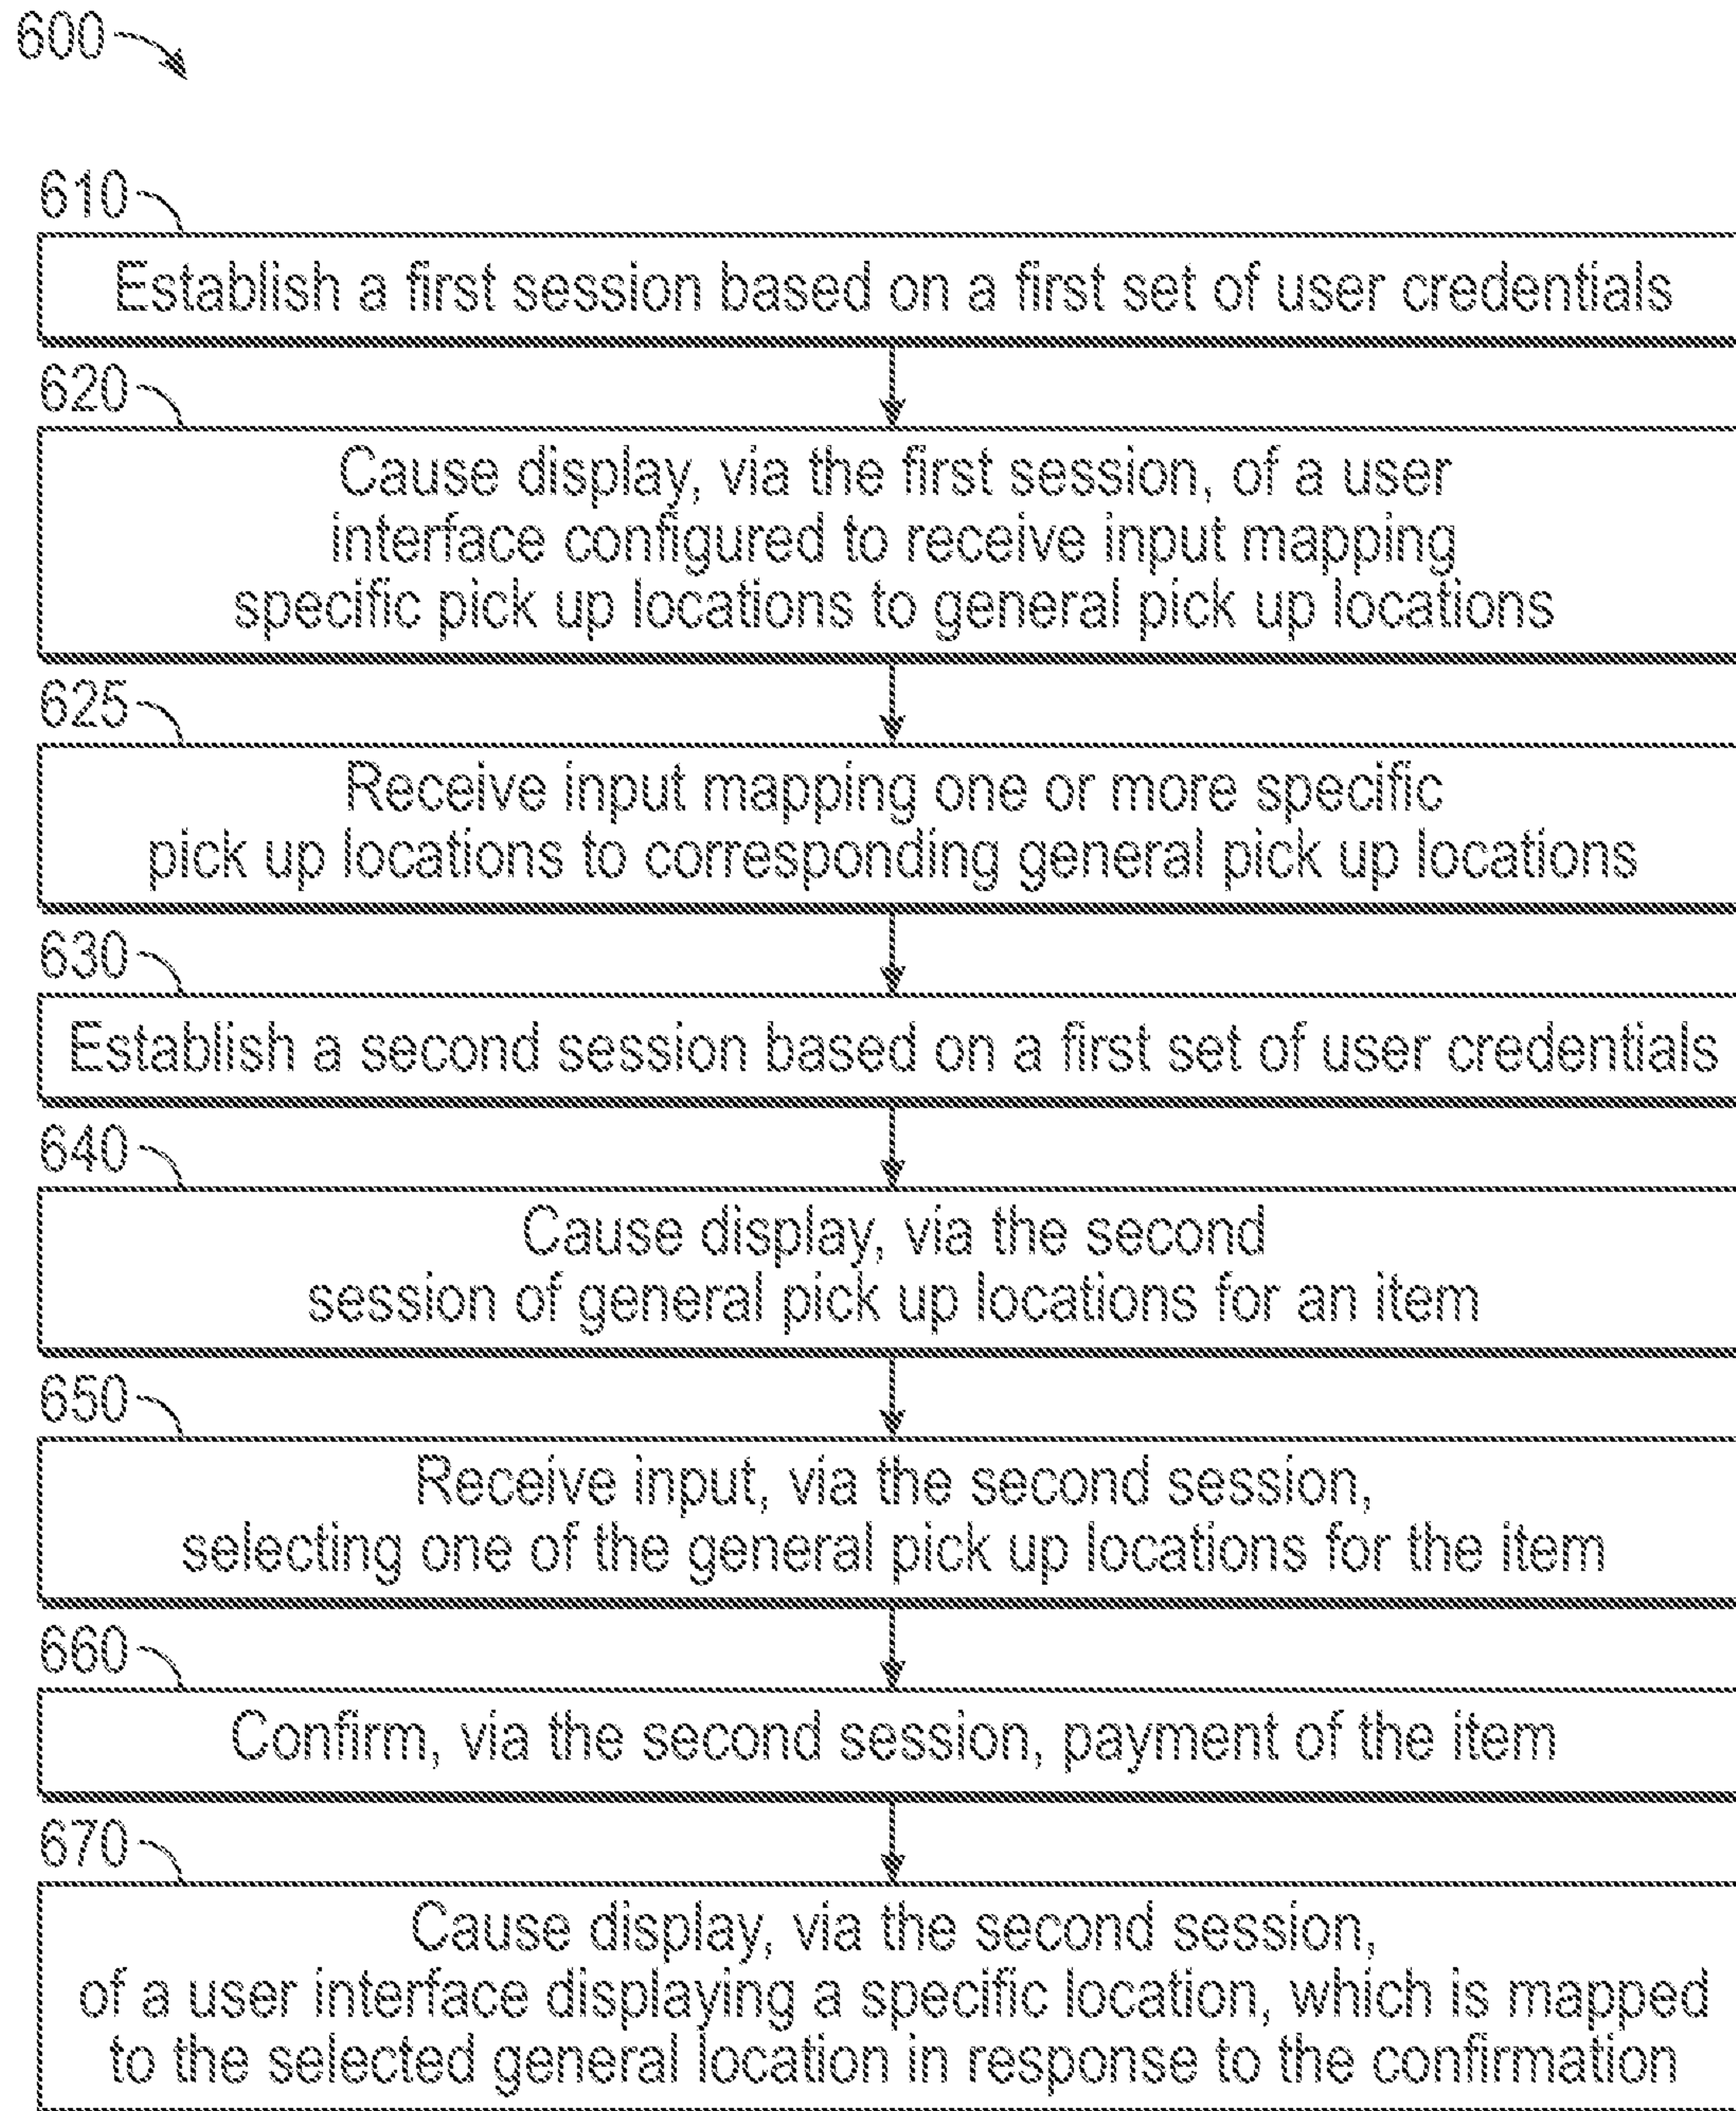 600
610
Establish a first session based on a first set of user credentials
620
Cause display, via the first session, of a user
interface configured to receive input mapping
specific pick up locations to general pick up locations
625
Receive input mapping one or more specific
pick up locations to corresponding general pick up locations
630
Establish a second session based on a first set of user credentials
640
Cause display, via the second
session of general pick up locations for an item
650
Receive input, via the second session,
selecting one of the general pick up locations for the item
660
Confirm, via the second session, payment of the item
670
Cause display, via the second session,
of a user interface displaying a specific location, which is mapped
to the selected general location in response to the confirmation